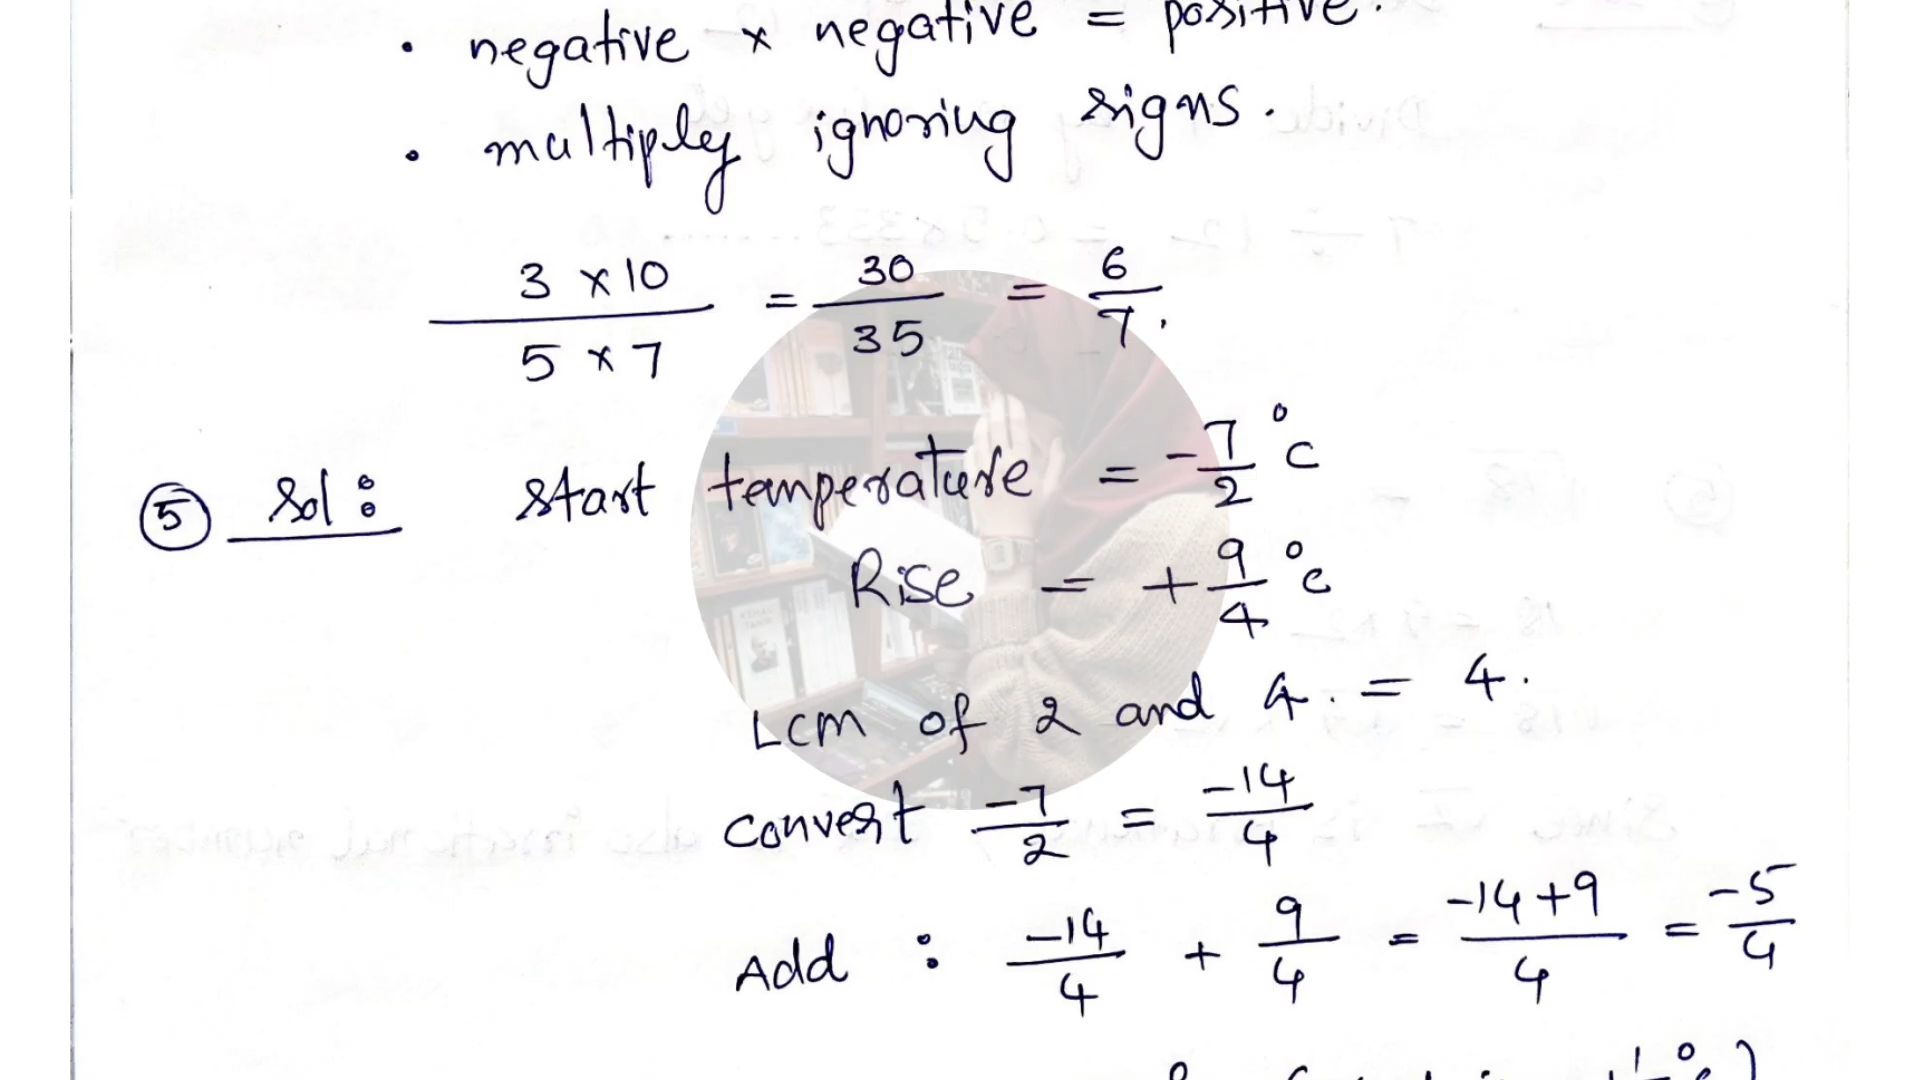 • negative × negative = positive.
• multiply ignoring signs.
3 × 10 / 5 × 7 = 30 / 35 = 6 / 7.
⑤ Sol: start temperature = -7/2 °C
Rise = +9/4 °C
LCM of 2 and 4. = 4.
convert -7/2 = -14/4
Add : -14/4 + 9/4 = -14+9/4 = -5/4